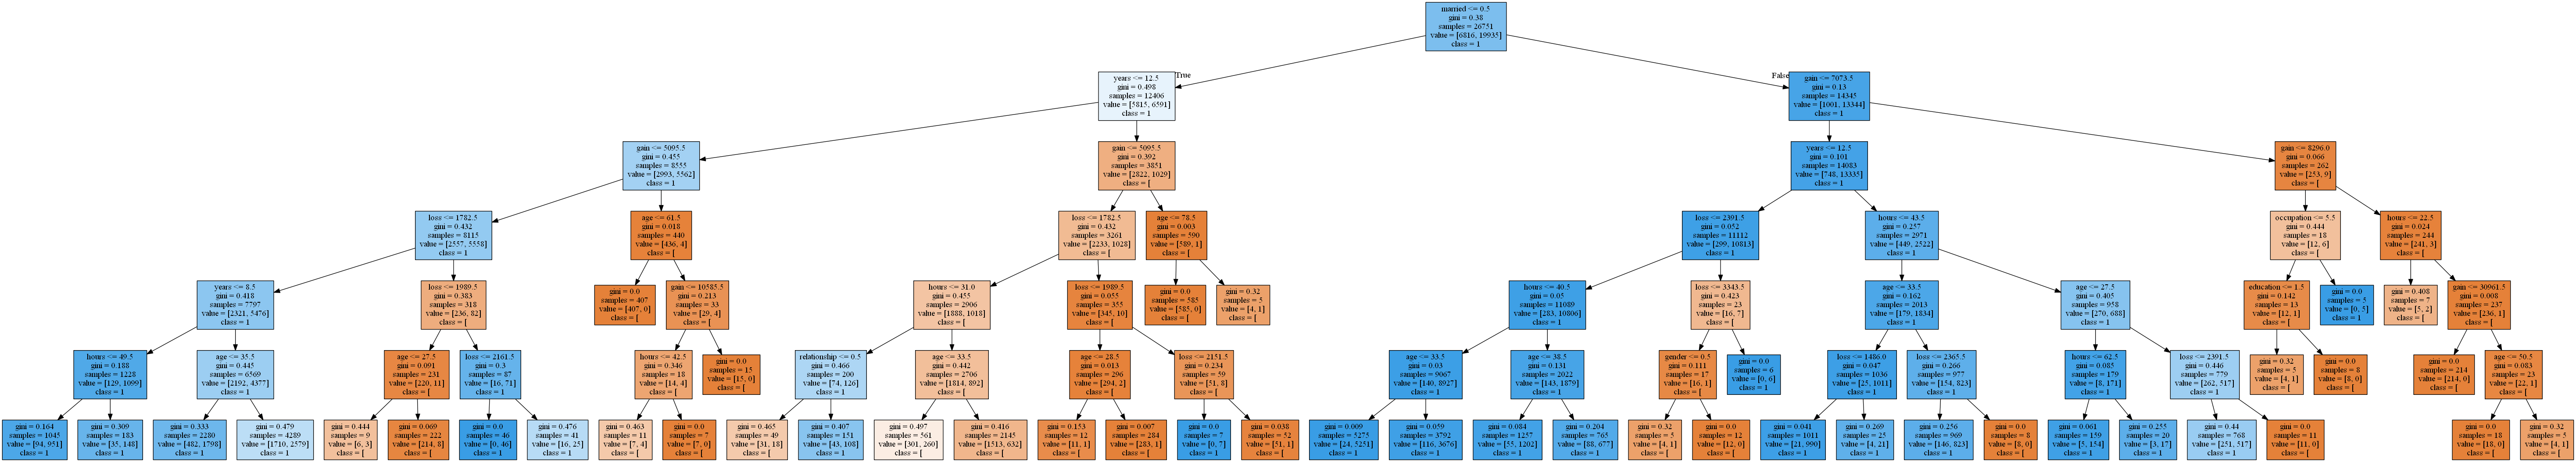 married <= 0.5
gini = 0.38
samples = 26751
value = [6816, 19935]
class = 1
True
False
years <= 12.5
gini = 0.498
samples = 12406
value = [5815, 6591]
class = 1
gain <= 7073.5
gini = 0.13
samples = 14345
value = [1001, 13344]
class = 1
gain <= 5095.5
gini = 0.455
samples = 8555
value = [2993, 5562]
class = 1
gain <= 5095.5
gini = 0.392
samples = 3851
value = [2822, 1029]
class = [
years <= 12.5
gini = 0.101
samples = 14083
value = [748, 13335]
class = 1
gain <= 8296.0
gini = 0.066
samples = 262
value = [253, 9]
class = [
loss <= 1782.5
gini = 0.432
samples = 8115
value = [2557, 5558]
class = 1
age <= 61.5
gini = 0.018
samples = 440
value = [436, 4]
class = [
loss <= 1782.5
gini = 0.432
samples = 3261
value = [2233, 1028]
class = [
age <= 78.5
gini = 0.003
samples = 590
value = [589, 1]
class = [
loss <= 2391.5
gini = 0.052
samples = 11112
value = [299, 10813]
class = 1
hours <= 43.5
gini = 0.257
samples = 2971
value = [449, 2522]
class = 1
occupation <= 5.5
gini = 0.444
samples = 18
value = [12, 6]
class = [
hours <= 22.5
gini = 0.024
samples = 244
value = [241, 3]
class = [
years <= 8.5
gini = 0.418
samples = 7797
value = [2321, 5476]
class = 1
loss <= 1989.5
gini = 0.383
samples = 318
value = [236, 82]
class = [
gini = 0.0
samples = 407
value = [407, 0]
class = [
gain <= 10585.5
gini = 0.213
samples = 33
value = [29, 4]
class = [
hours <= 31.0
gini = 0.455
samples = 2906
value = [1888, 1018]
class = [
loss <= 1989.5
gini = 0.055
samples = 355
value = [345, 10]
class = [
gini = 0.0
samples = 585
value = [585, 0]
class = [
gini = 0.32
samples = 5
value = [4, 1]
class = [
hours <= 40.5
gini = 0.05
samples = 11089
value = [283, 10806]
class = 1
loss <= 3343.5
gini = 0.423
samples = 23
value = [16, 7]
class = [
age <= 33.5
gini = 0.162
samples = 2013
value = [179, 1834]
class = 1
age <= 27.5
gini = 0.405
samples = 958
value = [270, 688]
class = 1
education <= 1.5
gini = 0.142
samples = 13
value = [12, 1]
class = [
gini = 0.0
samples = 5
value = [0, 5]
class = 1
gini = 0.408
samples = 7
value = [5, 2]
class = [
gain <= 30961.5
gini = 0.008
samples = 237
value = [236, 1]
class = [
hours <= 49.5
gini = 0.188
samples = 1228
value = [129, 1099]
class = 1
age <= 35.5
gini = 0.445
samples = 6569
value = [2192, 4377]
class = 1
age <= 27.5
gini = 0.091
samples = 231
value = [220, 11]
class = [
loss <= 2161.5
gini = 0.3
samples = 87
value = [16, 71]
class = 1
hours <= 42.5
gini = 0.346
samples = 18
value = [14, 4]
class = [
gini = 0.0
samples = 15
value = [15, 0]
class = [
relationship <= 0.5
gini = 0.466
samples = 200
value = [74, 126]
class = 1
age <= 33.5
gini = 0.442
samples = 2706
value = [1814, 892]
class = [
age <= 28.5
gini = 0.013
samples = 296
value = [294, 2]
class = [
loss <= 2151.5
gini = 0.234
samples = 59
value = [51, 8]
class = [
age <= 33.5
gini = 0.03
samples = 9067
value = [140, 8927]
class = 1
age <= 38.5
gini = 0.131
samples = 2022
value = [143, 1879]
class = 1
gender <= 0.5
gini = 0.111
samples = 17
value = [16, 1]
class = [
gini = 0.0
samples = 6
value = [0, 6]
class = 1
loss <= 1486.0
gini = 0.047
samples = 1036
value = [25, 1011]
class = 1
loss <= 2365.5
gini = 0.266
samples = 977
value = [154, 823]
class = 1
hours <= 62.5
gini = 0.085
samples = 179
value = [8, 171]
class = 1
loss <= 2391.5
gini = 0.446
samples = 779
value = [262, 517]
class = 1
gini = 0.32
samples = 5
value = [4, 1]
class = [
gini = 0.0
samples = 8
value = [8, 0]
class = [
gini = 0.0
samples = 214
value = [214, 0]
class = [
age <= 50.5
gini = 0.083
samples = 23
value = [22, 1]
class = [
gini = 0.164
samples = 1045
value = [94, 951]
class = 1
gini = 0.309
samples = 183
value = [35, 148]
class = 1
gini = 0.333
samples = 2280
value = [482, 1798]
class = 1
gini = 0.479
samples = 4289
value = [1710, 2579]
class = 1
gini = 0.444
samples = 9
value = [6, 3]
class = [
gini = 0.069
samples = 222
value = [214, 8]
class = [
gini = 0.0
samples = 46
value = [0, 46]
class = 1
gini = 0.476
samples = 41
value = [16, 25]
class = 1
gini = 0.463
samples = 11
value = [7, 4]
class = [
gini = 0.0
samples = 7
value = [7, 0]
class = [
gini = 0.465
samples = 49
value = [31, 18]
class = [
gini = 0.407
samples = 151
value = [43, 108]
class = 1
gini = 0.497
samples = 561
value = [301, 260]
class = [
gini = 0.416
samples = 2145
value = [1513, 632]
class = [
gini = 0.153
samples = 12
value = [11, 1]
class = [
gini = 0.007
samples = 284
value = [283, 1]
class = [
gini = 0.0
samples = 7
value = [0, 7]
class = 1
gini = 0.038
samples = 52
value = [51, 1]
class = [
gini = 0.009
samples = 5275
value = [24, 5251]
class = 1
gini = 0.059
samples = 3792
value = [116, 3676]
class = 1
gini = 0.084
samples = 1257
value = [55, 1202]
class = 1
gini = 0.204
samples = 765
value = [88, 677]
class = 1
gini = 0.32
samples = 5
value = [4, 1]
class = [
gini = 0.0
samples = 12
value = [12, 0]
class = [
gini = 0.041
samples = 1011
value = [21, 990]
class = 1
gini = 0.269
samples = 25
value = [4, 21]
class = 1
gini = 0.256
samples = 969
value = [146, 823]
class = 1
gini = 0.0
samples = 8
value = [8, 0]
class = [
gini = 0.061
samples = 159
value = [5, 154]
class = 1
gini = 0.255
samples = 20
value = [3, 17]
class = 1
gini = 0.44
samples = 768
value = [251, 517]
class = 1
gini = 0.0
samples = 11
value = [11, 0]
class = [
gini = 0.0
samples = 18
value = [18, 0]
class = [
gini = 0.32
samples = 5
value = [4, 1]
class = [